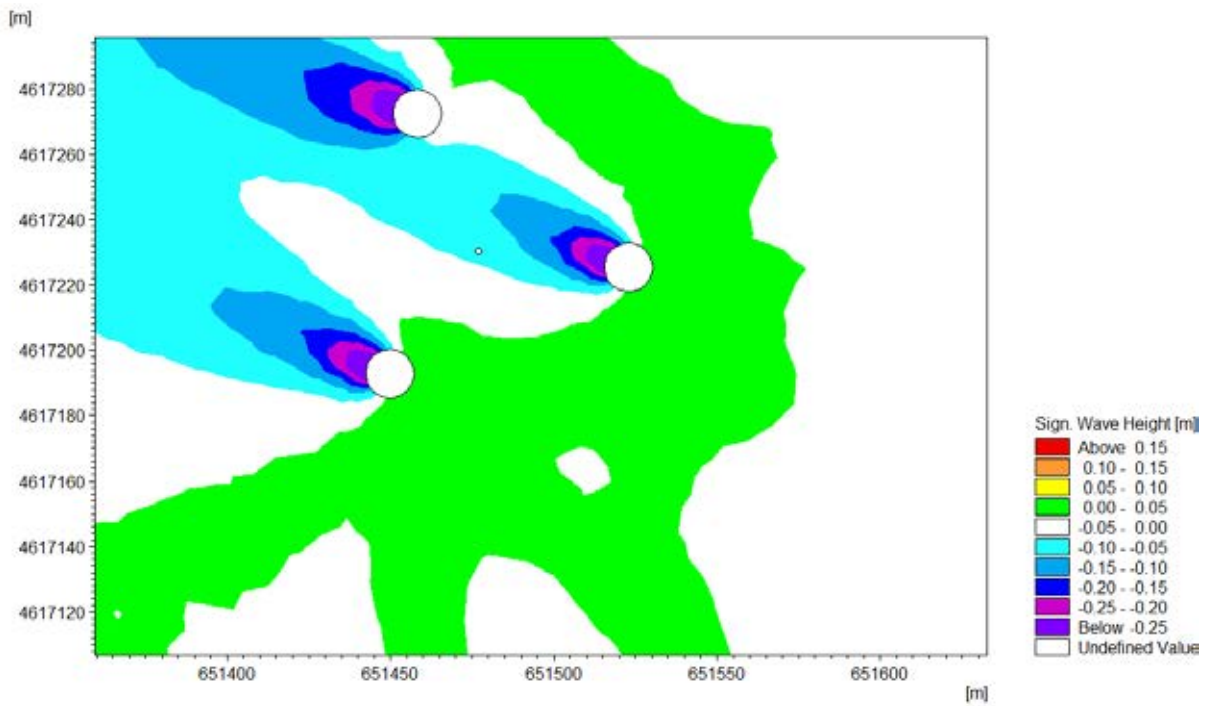 [m]
4617280
4617260
4617240
4617220
4617200
4617180
4617160
4617140
4617120
651400 651450 651500 651550 651600
[m]
Sign. Wave Height [m]
Above 0.15
0.10 - 0.15
0.05 - 0.10
0.00 - 0.05
-0.05 - 0.00
-0.10 - -0.05
-0.15 - -0.10
-0.20 - -0.15
-0.25 - -0.20
Below -0.25
Undefined Value